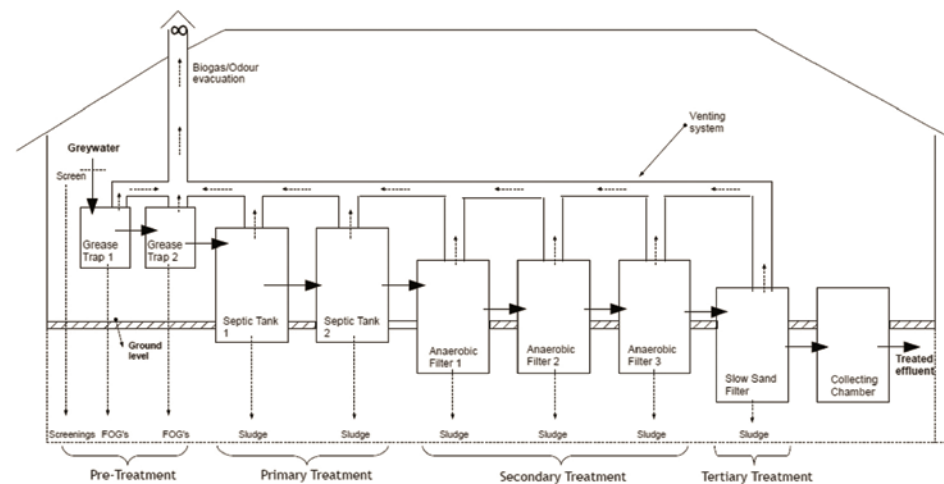 ∞
Biogas/Odour
evacuation
Venting
system
Greywater
Screen
Grease
Trap 1
Grease
Trap 2
Septic Tank
1
Septic Tank
2
Anaerobic
Filter 1
Anaerobic
Filter 2
Anaerobic
Filter 3
Slow Sand
Filter
Collecting
Chamber
Treated
effluent
Ground
level
Screenings
FOG's
FOG's
Sludge
Sludge
Sludge
Sludge
Sludge
Sludge
Pre-Treatment
Primary Treatment
Secondary Treatment
Tertiary Treatment